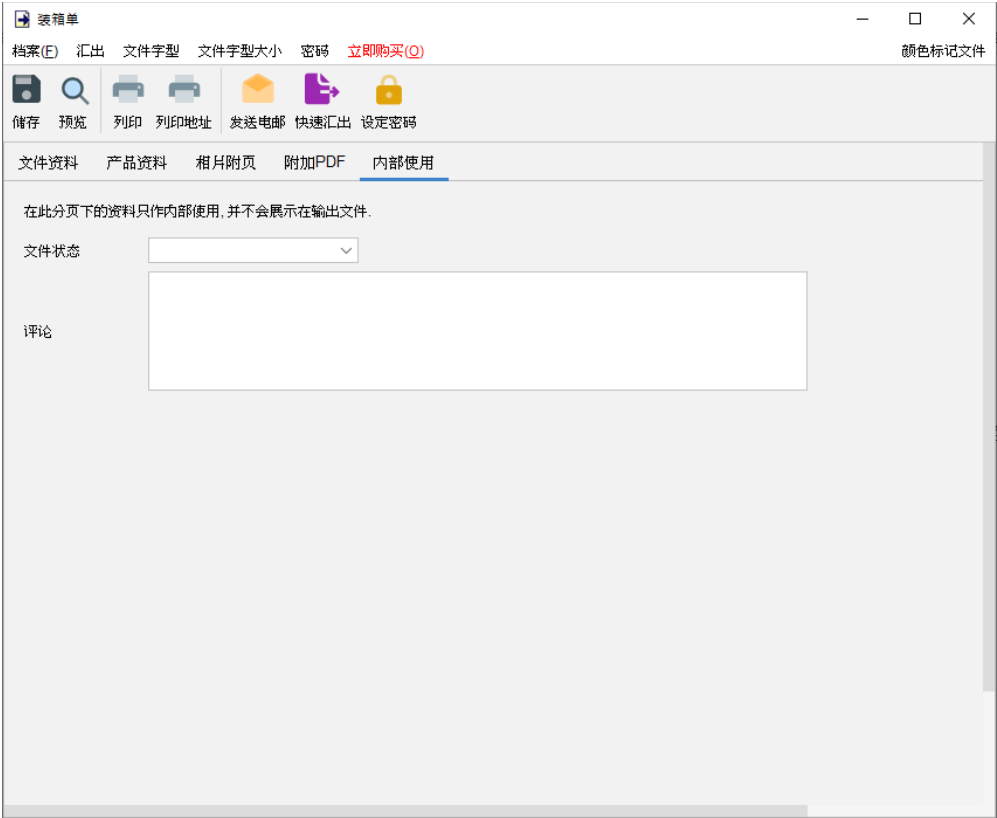 装箱单
档案(F) 汇出 文件字型 文件字型大小 密码 立即购买(O) 颜色标记文件
储存 预览 列印 列印地址 发送电邮 快速汇出 设定密码
文件资料 产品资料 相片附页 附加PDF 内部使用
在此分页下的资料只作内部使用, 并不会展示在输出文件.
文件状态
评论